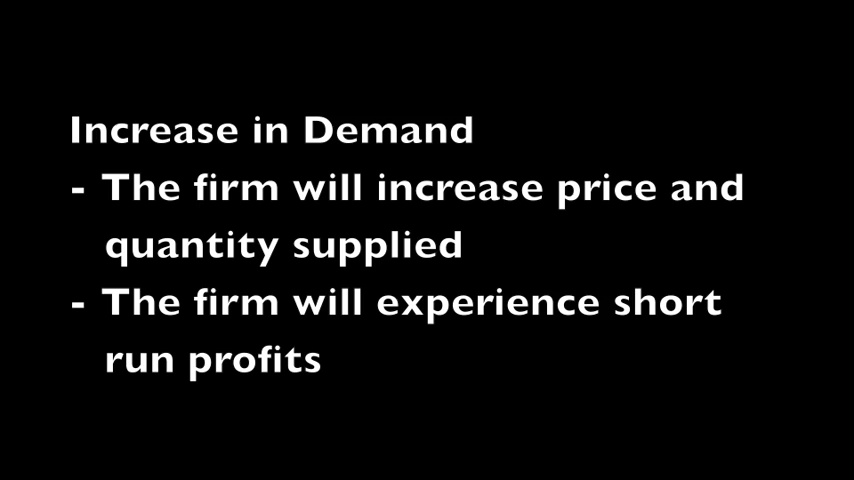 Increase in Demand
- The firm will increase price and
quantity supplied
- The firm will experience short
run profits